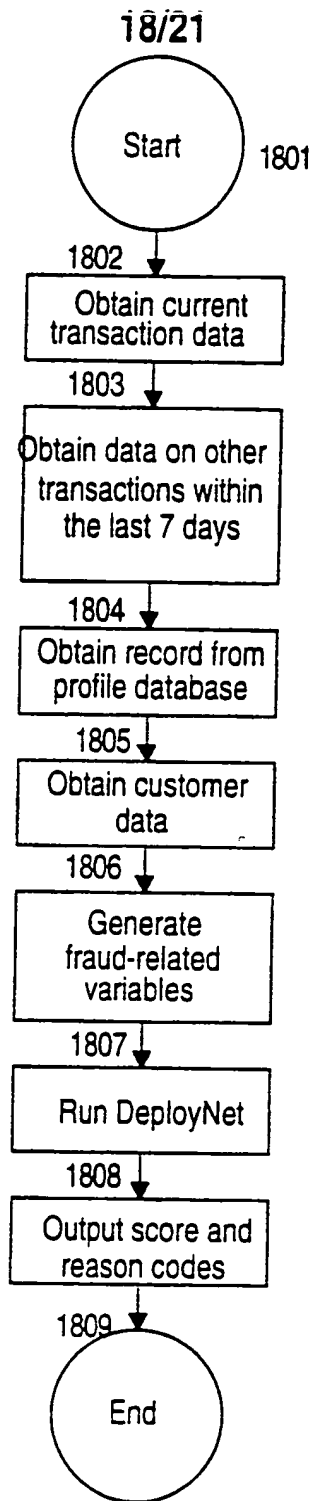 18/21
Start
1801
1802
Obtain current
transaction data
1803
Obtain data on other
transactions within
the last 7 days
1804
Obtain record from
profile database
1805
Obtain customer
data
1806
Generate
fraud-related
variables
1807
Run DeployNet
1808
Output score and
reason codes
1809
End